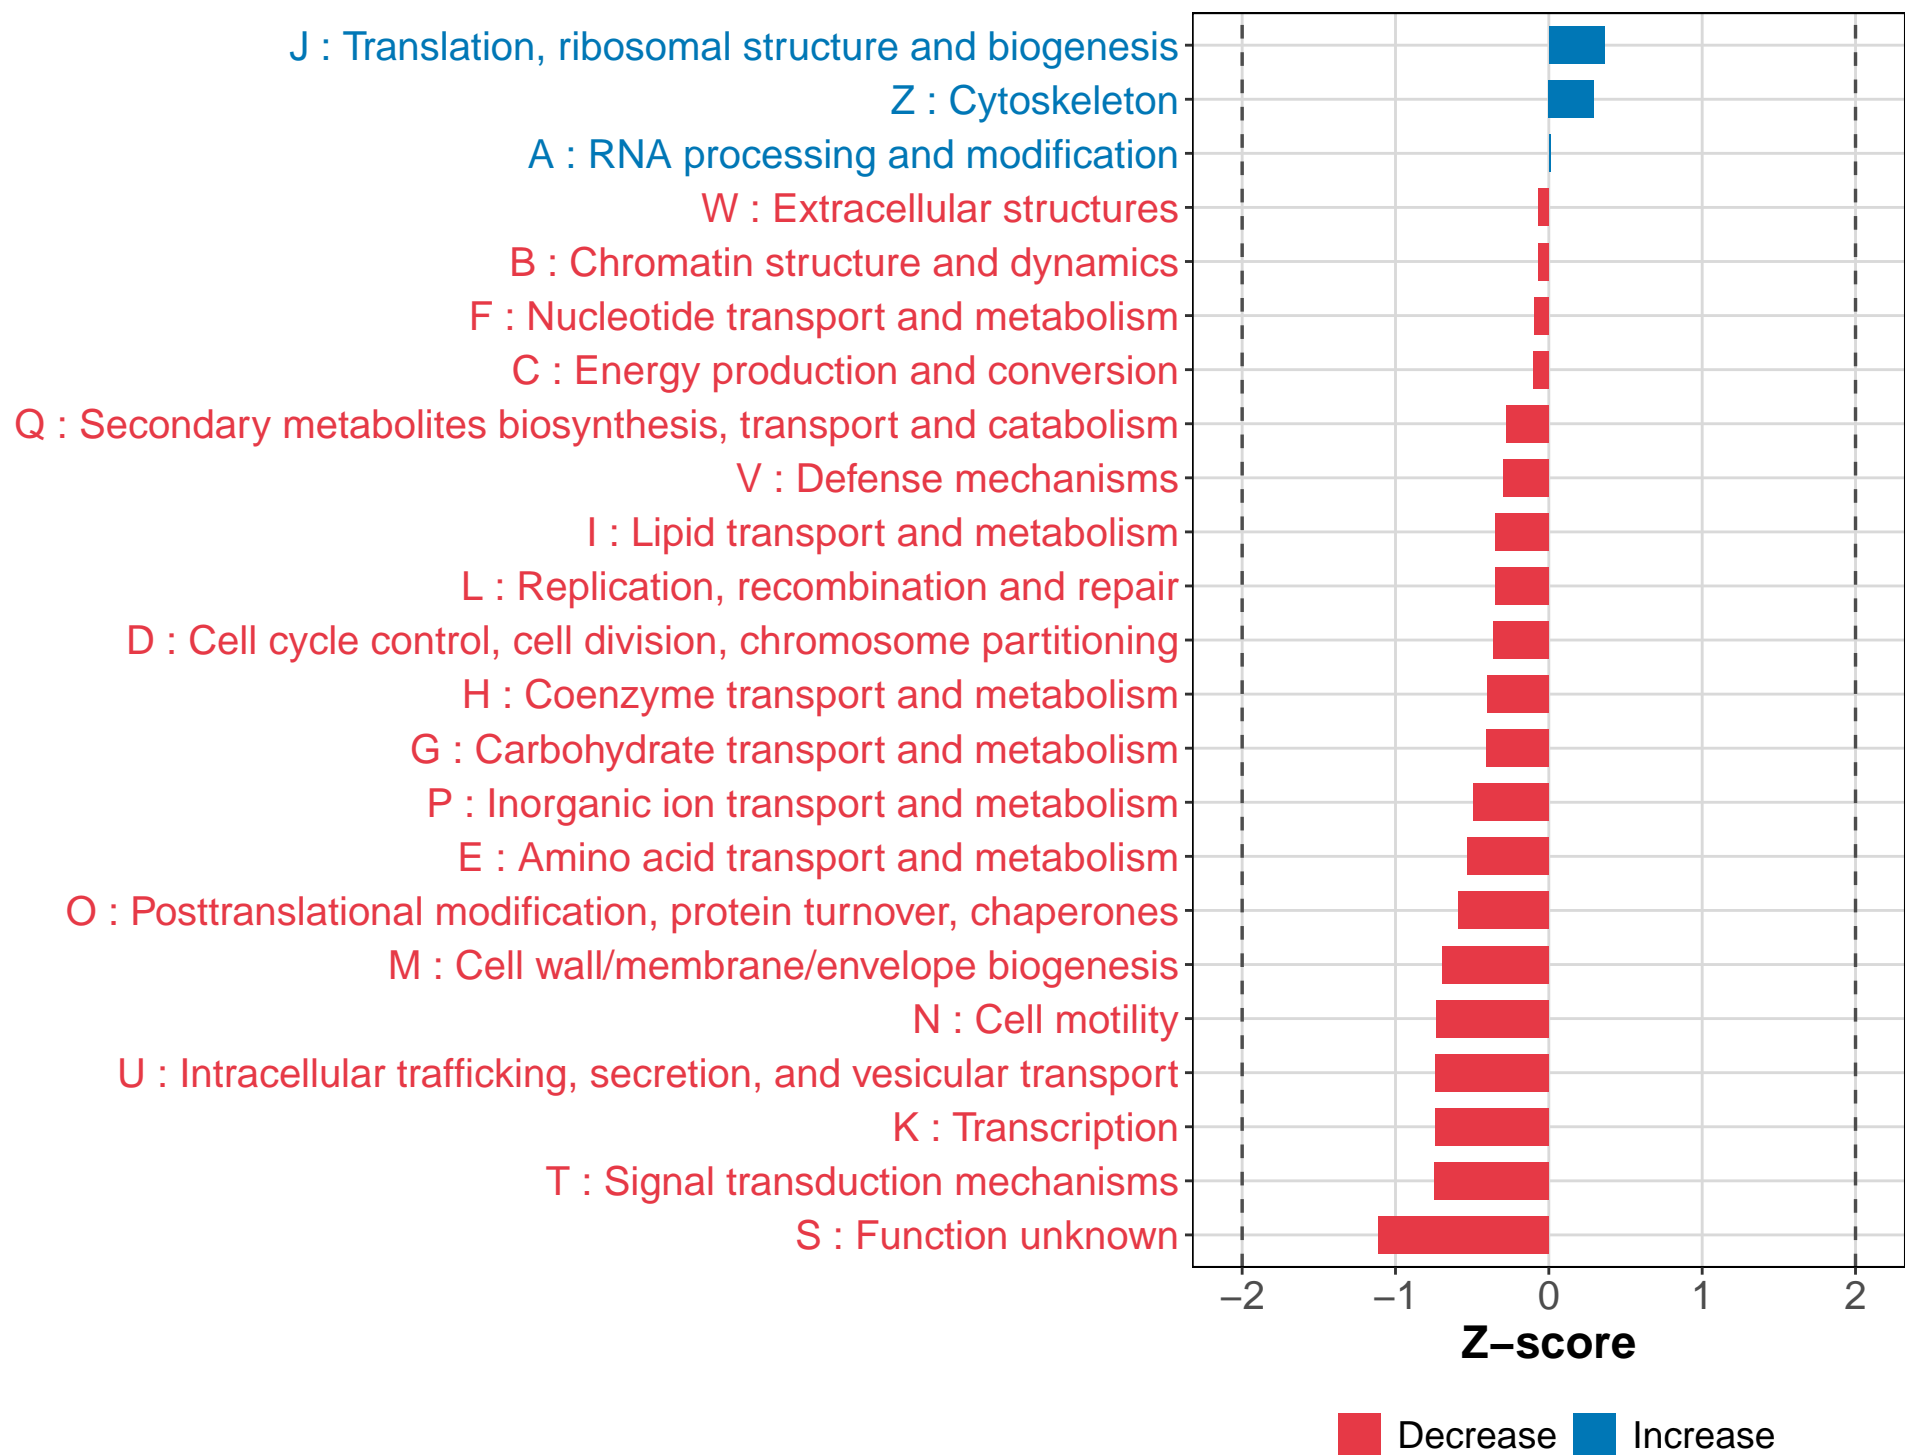 J : Translation, ribosomal structure and biogenesis
Z : Cytoskeleton
A : RNA processing and modification
W : Extracellular structures
B : Chromatin structure and dynamics
F : Nucleotide transport and metabolism
C : Energy production and conversion
Q : Secondary metabolites biosynthesis, transport and catabolism
V : Defense mechanisms
I : Lipid transport and metabolism
L : Replication, recombination and repair
D : Cell cycle control, cell division, chromosome partitioning
H : Coenzyme transport and metabolism
G : Carbohydrate transport and metabolism
P : Inorganic ion transport and metabolism
E : Amino acid transport and metabolism
O : Posttranslational modification, protein turnover, chaperones
M : Cell wall/membrane/envelope biogenesis
N : Cell motility
U : Intracellular trafficking, secretion, and vesicular transport
K : Transcription
T : Signal transduction mechanisms
S : Function unknown
−2 −1 0 1 2
Z−score
Decrease Increase